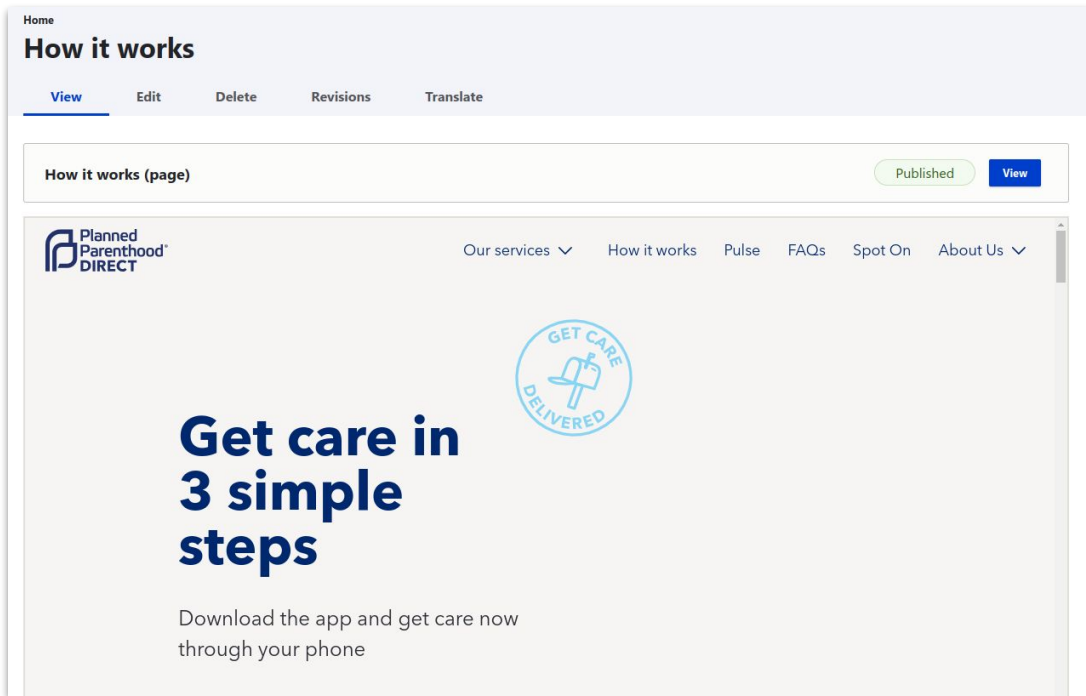 Home
How it works
View Edit Delete Revisions Translate
How it works (page) Published View
Planned
Parenthood®
DIRECT
Our services How it works Pulse FAQs Spot On About Us
GET CARE
DELIVERED
Get care in
3 simple
steps
Download the app and get care now
through your phone